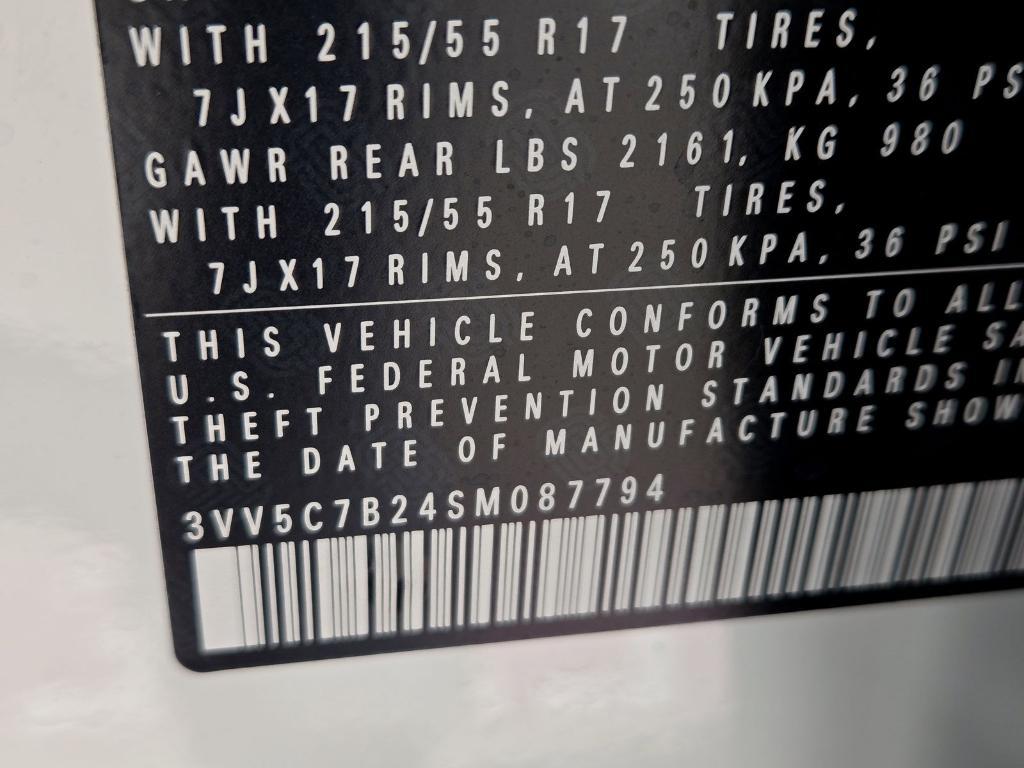 WITH 215/55 R17 TIRES,
7JX17 RIMS, AT 250 KPA, 36 PS
GAWR REAR LBS 2161, KG 980
WITH 215/55 R17 TIRES,
7JX17 RIMS, AT 250 KPA, 36 PSI
THIS VEHICLE CONFORMS TO ALL
U.S. FEDERAL MOTOR VEHICLE SA
THEFT PREVENTION STANDARDS IN
THE DATE OF MANUFACTURE SHOW
3VV5C7B24SM087794